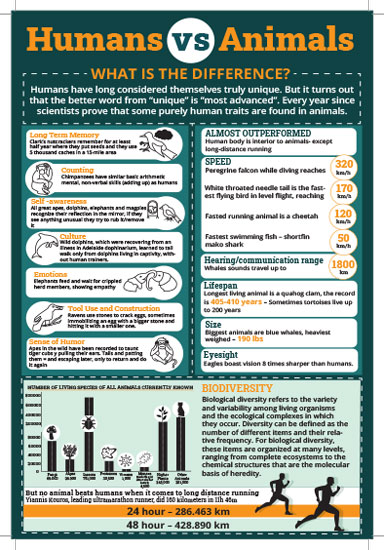 Humans vs Animals
WHAT IS THE DIFFERENCE?
Humans have long considered themselves truly unique. But it turns out
that the better word from “unique” is “most advanced”. Every year since
scientists prove that some purely human traits are found in animals.
Long Term Memory
Clark's nutcrackers remember for at least
half year where they put seeds and they use
5 thousand caches in a 15-mile area
Counting
Chimpanzees have similar basic arithmetic
mental, non-verbal skills (adding up) as humans
Self -awareness
All great apes, dolphins, elephants and magpies
recognize their reflection in the mirror, if they
see anything unusual they try to rub/remove
it
Culture
Wild dolphins, which were recovering from an
illness in Adelaide dophinarium, learned to tail
walk only from dolphins living in captivity, with-
out human trainers.
Emotions
Elephants feed and wait for crippled
herd members, showing empathy
Tool Use and Construction
Ravens use stones to crack eggs, sometimes
immobilizing an egg with a bigger stone and
hitting it with a smaller one.
Sense of Humor
Apes in the wild have been recorded to taunt
tiger cubs y pulling their ears. Tails and patting
them = and escaping later, only to return and do
it again
ALMOST OUTPERFORMED
Human body is interior to animals- except
long-distance running
SPEED
Peregrine falcon while diving reaches
320 km/h
White throated needle tail is the fast-
est flying bird in level flight, reaching
170 km/h
Fasted running animal is a cheetah
120 km/h
Fastest swimming fish – shortfin
mako shark
50 km/h
Hearing/communication range
Whales sounds travel up to
1800 km
Lifespan
Longest living animal is a quahog clam, the record
is 405-410 years – Sometimes tortoises live up
to 200 years
Size
Biggest animals are blue whales, heaviest
weighed – 190 lbs
Eyesight
Eagles boast vision 8 times sharper than humans.
NUMBER OF LIVING SPECIES OF ALL ANIMALS CURRENTLY KNOWN
Fungi
Algae
Insects
Viruses
Higher
Plants
Other
Animals
BIODIVERSITY
Biological diversity refers to the variety
and variability among living organisms
and the ecological complexes in which
they occur. Diversity can be defined as the
number of different items and their rela-
tive frequency. For biological diversity,
these items are organized at many levels,
ranging from complete ecosystems to the
chemical structures that are the molecular
basis of heredity.
But no animal beats humans when it comes to long distance running
Yiannis Kouros, leading ultramarathon runner, did 160 kilometers in 11h 46m
24 hour – 286.463 km
48 hour – 428.890 km